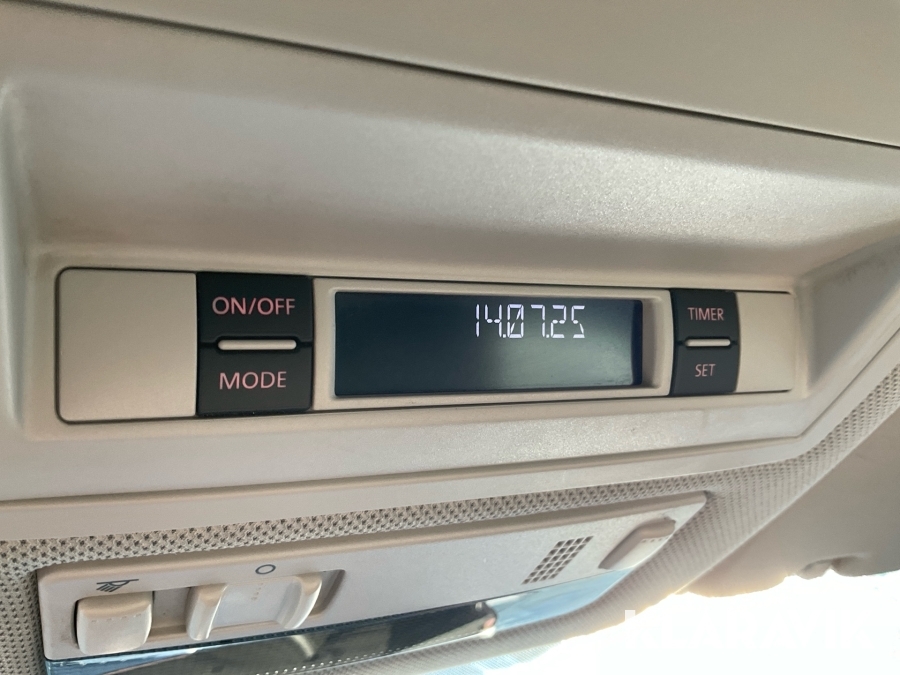 ON/OFF
MODE
14.07.25
TIMER
SET